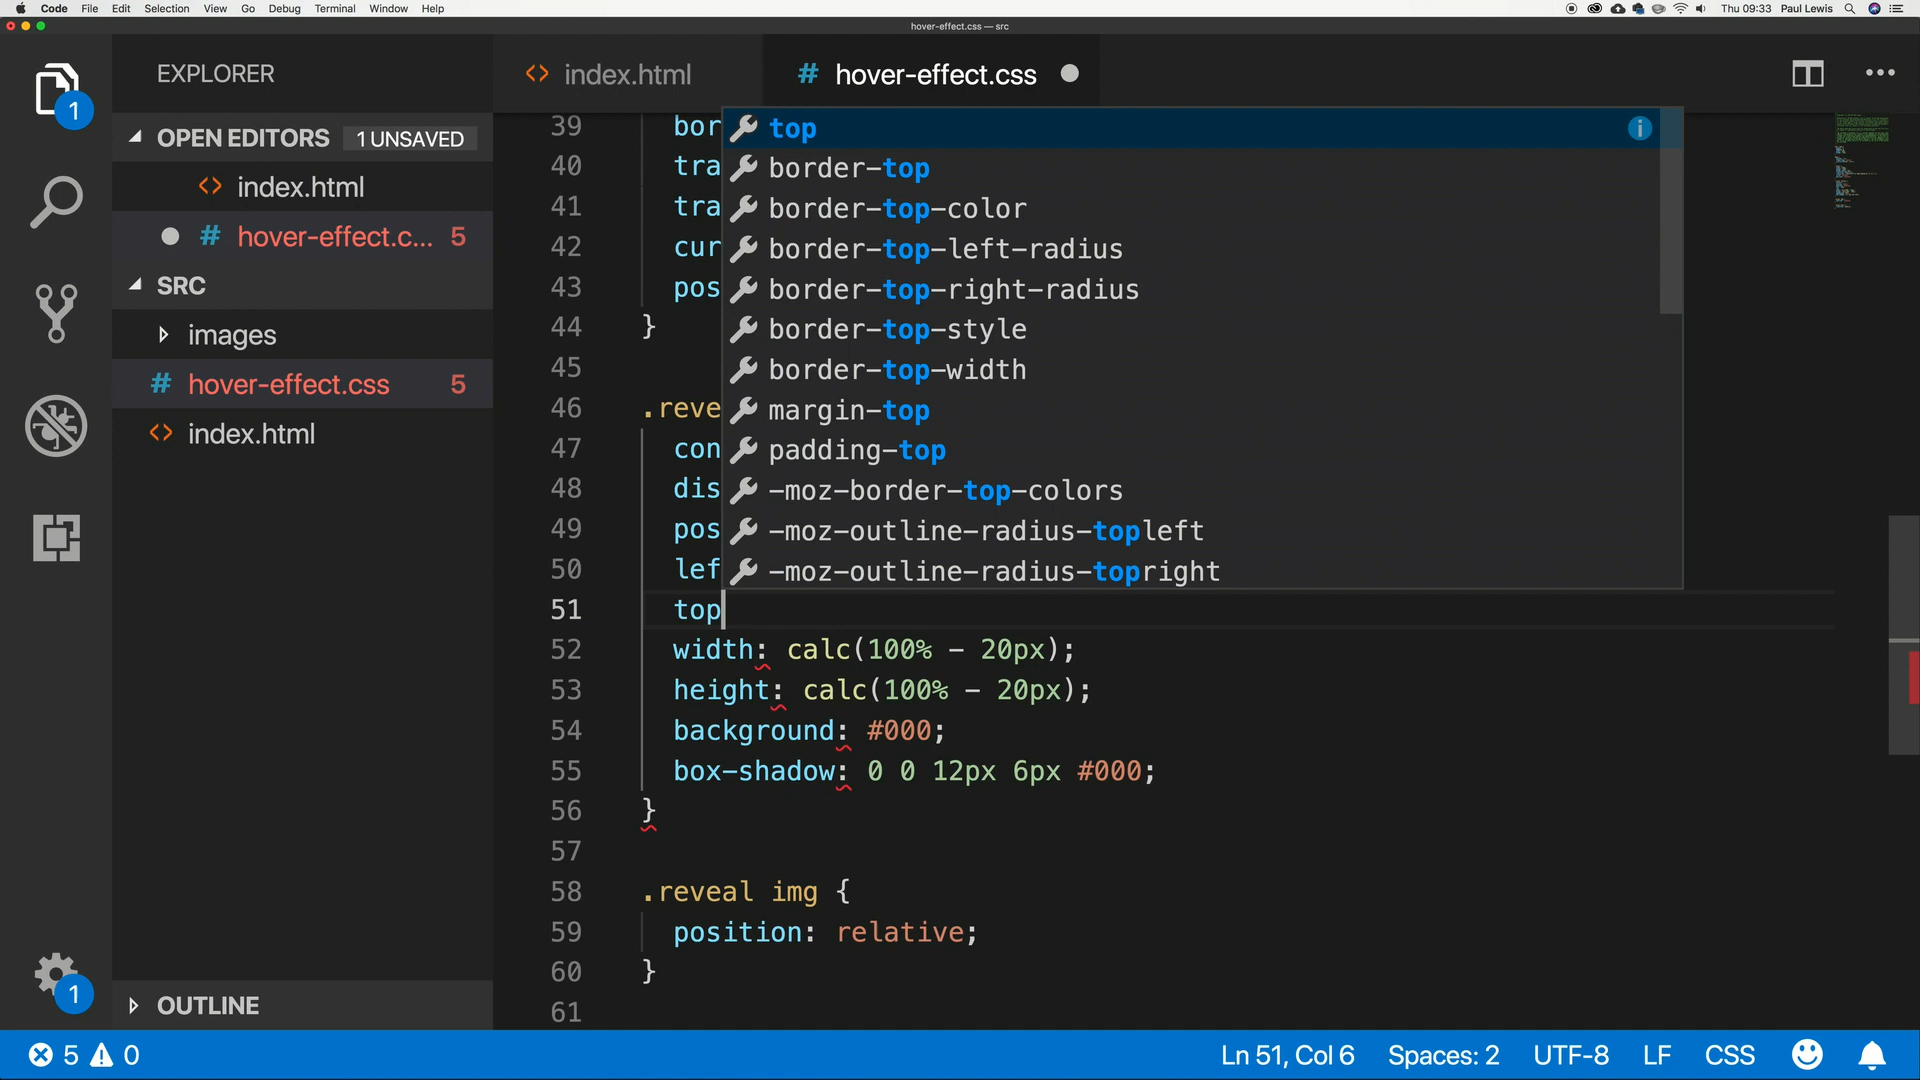 Code File Edit Selection View Go Debug Terminal Window Help Thu 09:33 Paul Lewis
hover-effect.css — src
EXPLORER
1
OPEN EDITORS 1 UNSAVED
index.html
# hover-effect.c... 5
SRC
images
# hover-effect.css 5
index.html
OUTLINE
1
index.html
# hover-effect.css
39 bor
40 tra
41 tra
42 cur
43 pos
44 }
45
46 .reve
47 con
48 dis
49 pos
50 lef
51 top
52 width: calc(100% - 20px);
53 height: calc(100% - 20px);
54 background: #000;
55 box-shadow: 0 0 12px 6px #000;
56 }
57
58 .reveal img {
59 position: relative;
60 }
61
top
border-top
border-top-color
border-top-left-radius
border-top-right-radius
border-top-style
border-top-width
margin-top
padding-top
-moz-border-top-colors
-moz-outline-radius-topleft
-moz-outline-radius-topright
5 0
Ln 51, Col 6 Spaces: 2 UTF-8 LF CSS